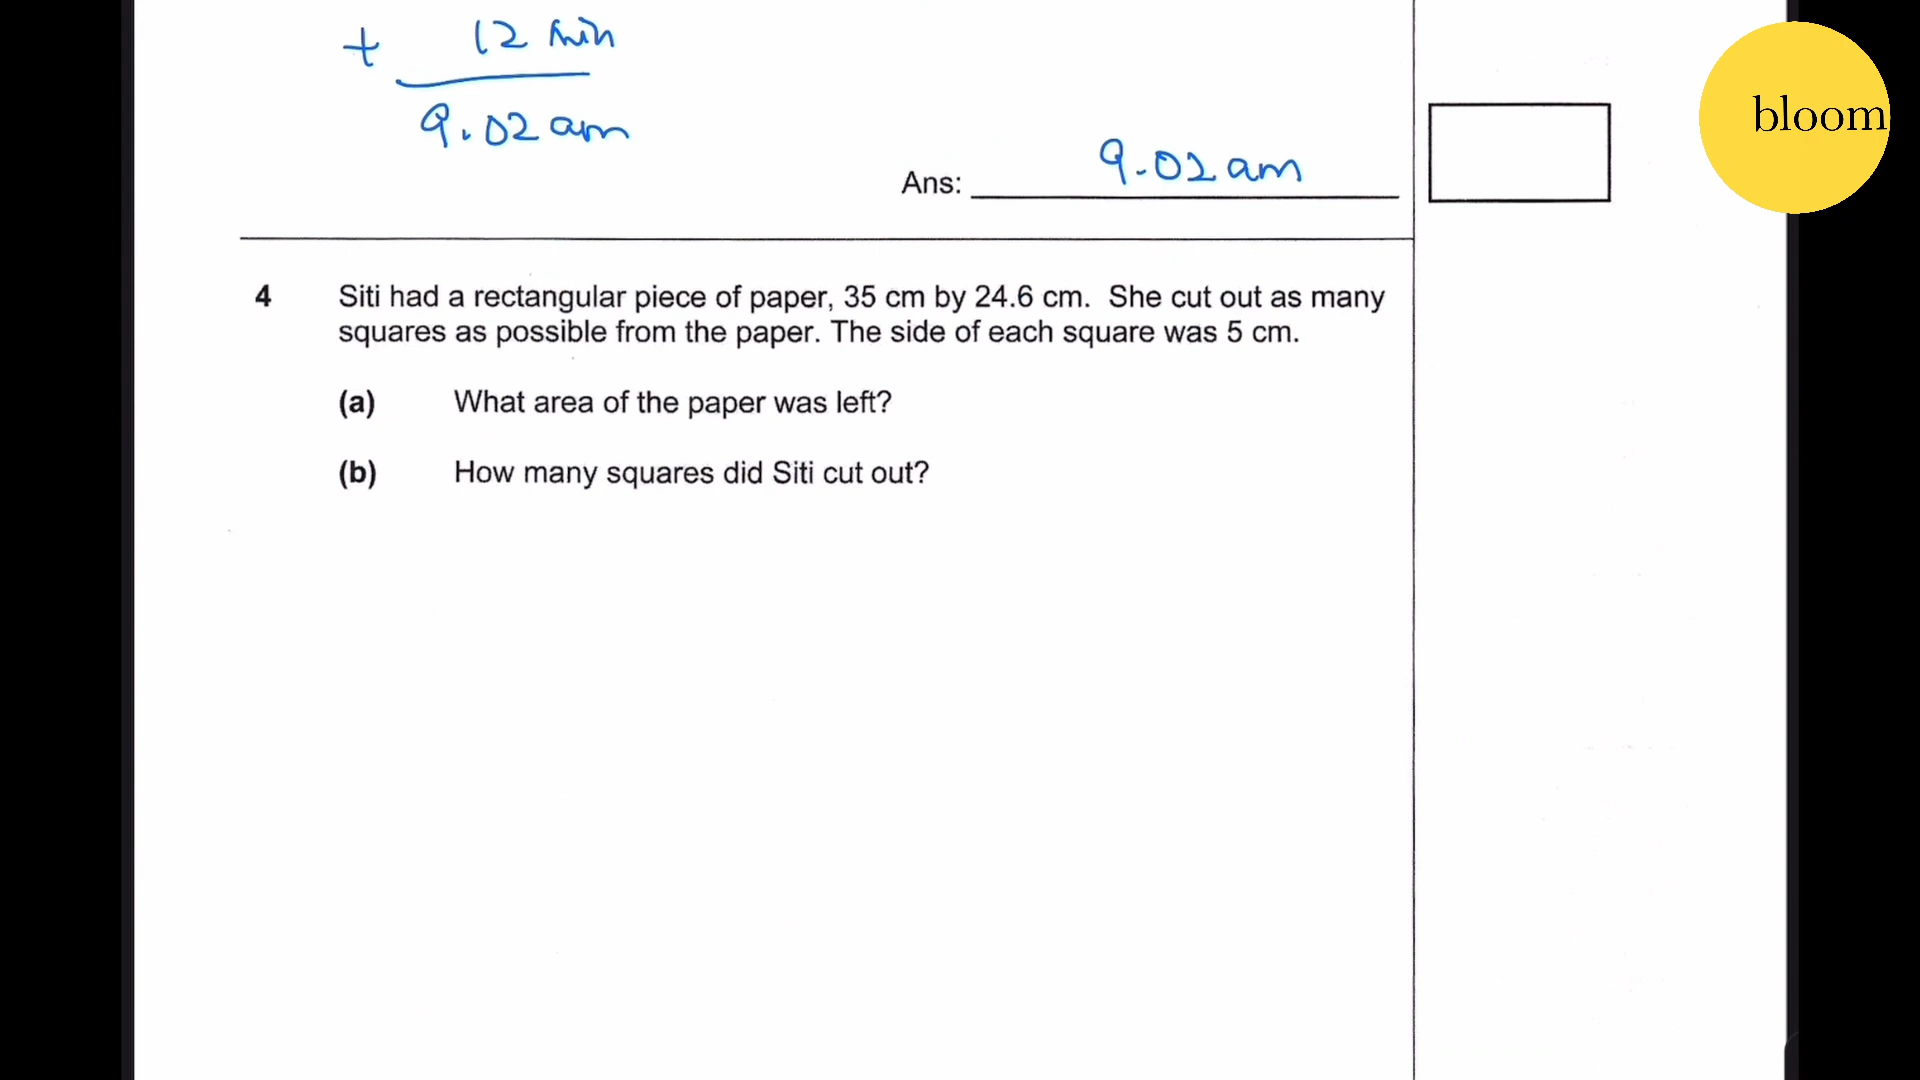 + 12 min
9.02 am
bloom
Ans: 9.02 am
4 Siti had a rectangular piece of paper, 35 cm by 24.6 cm. She cut out as many
squares as possible from the paper. The side of each square was 5 cm.
(a) What area of the paper was left?
(b) How many squares did Siti cut out?